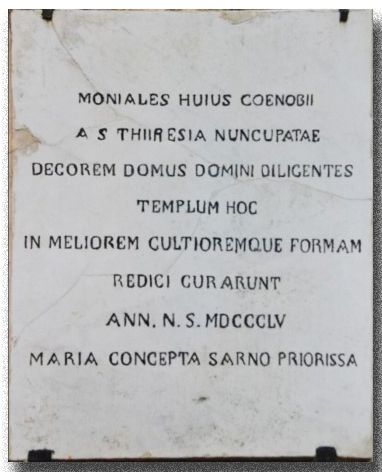 MONIALES HUIUS COENOBII
A S THIIRESIA NUNCUPATAE
DECOREM DOMUS DOMINI DILIGENTES
TEMPLUM HOC
IN MELIOREM CULTIOREMQUE FORMAM
REDICI CURARUNT
ANN. N. S. MDCCCLV
MARIA CONCEPTA SARNO PRIORISSA